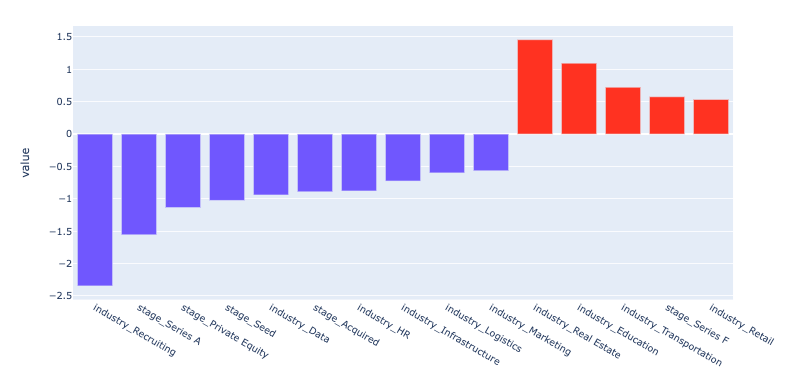 value
1.5
1
0.5
0
−0.5
−1
−1.5
−2
−2.5
industry_Recruiting
stage_Series A
stage_Private Equity
stage_Seed
industry_Data
stage_Acquired
industry_HR
industry_Infrastructure
industry_Logistics
industry_Marketing
industry_Real Estate
industry_Education
industry_Transportation
stage_Series F
industry_Retail